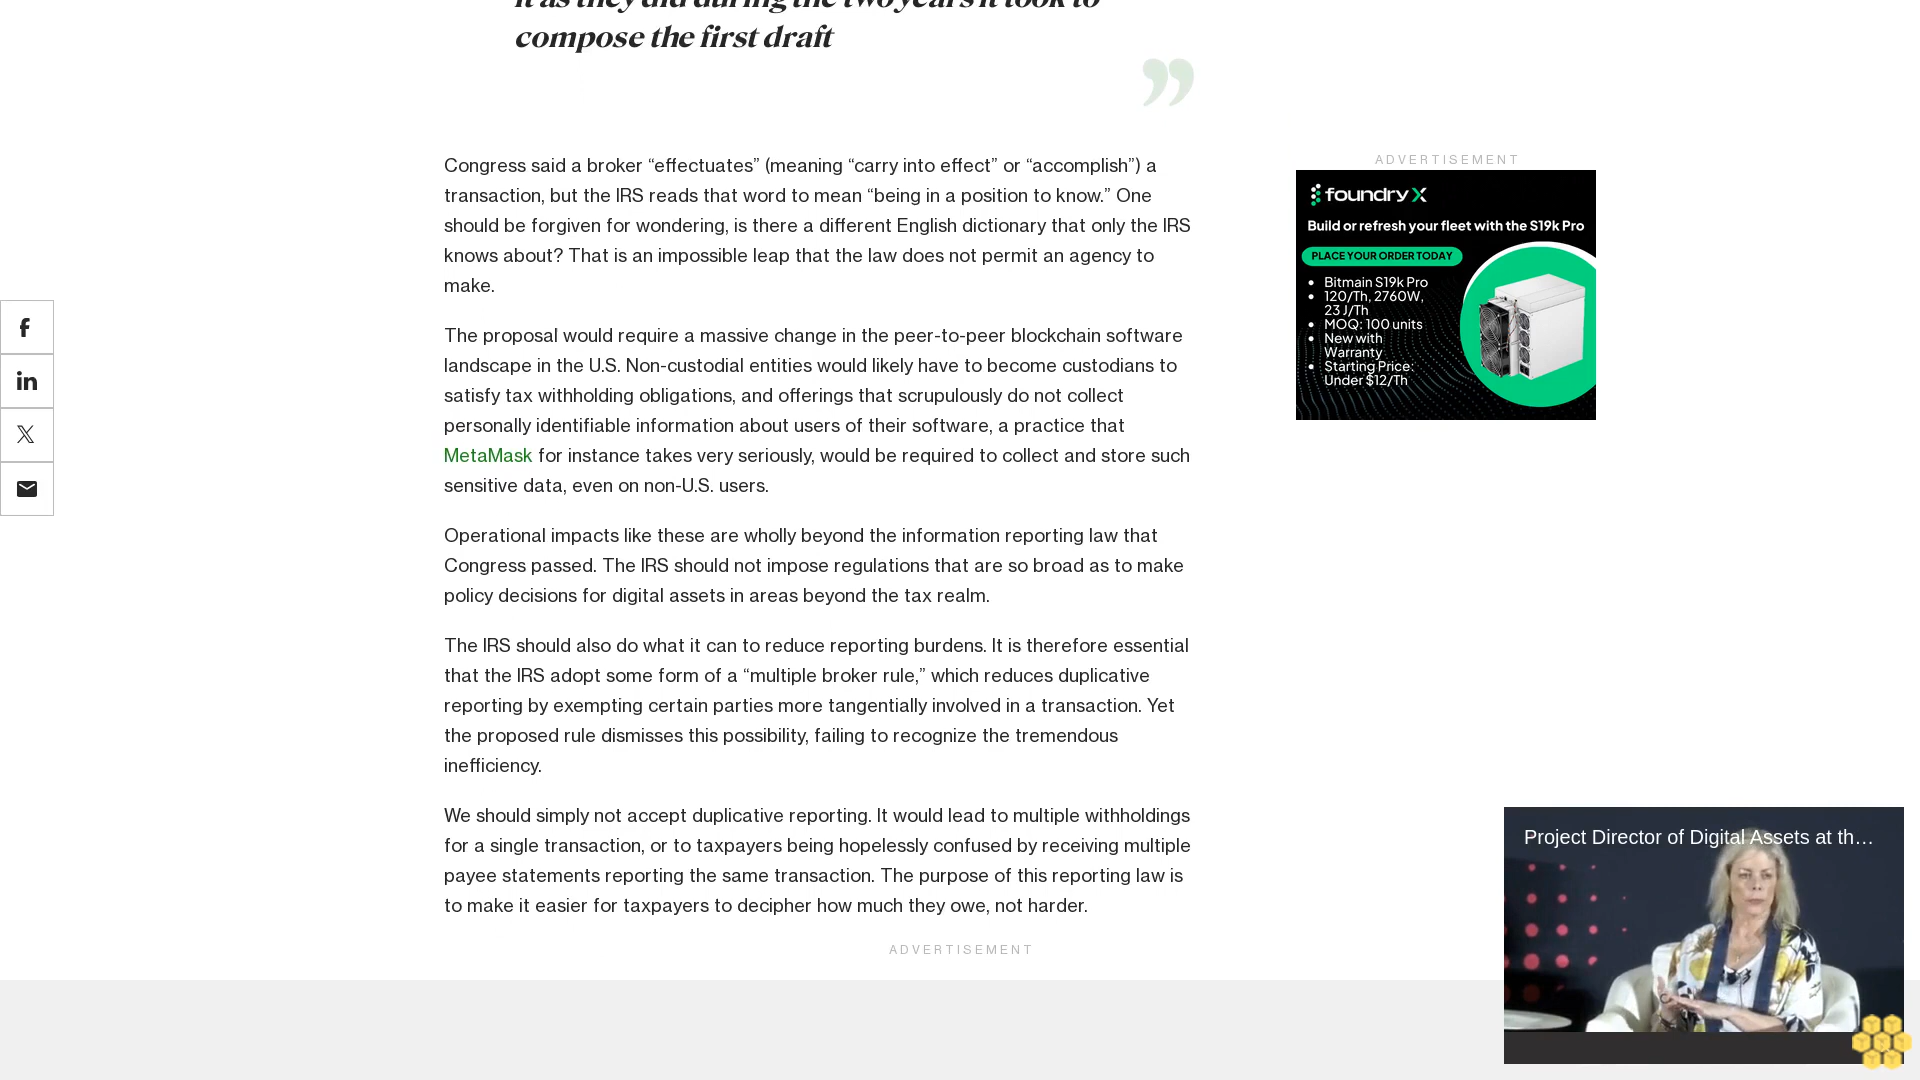 compose the first draft
”
Congress said a broker “effectuates” (meaning “carry into effect” or “accomplish”) a
transaction, but the IRS reads that word to mean “being in a position to know.” One
should be forgiven for wondering, is there a different English dictionary that only the IRS
knows about? That is an impossible leap that the law does not permit an agency to
make.
The proposal would require a massive change in the peer-to-peer blockchain software
landscape in the U.S. Non-custodial entities would likely have to become custodians to
satisfy tax withholding obligations, and offerings that scrupulously do not collect
personally identifiable information about users of their software, a practice that
MetaMask for instance takes very seriously, would be required to collect and store such
sensitive data, even on non-U.S. users.
Operational impacts like these are wholly beyond the information reporting law that
Congress passed. The IRS should not impose regulations that are so broad as to make
policy decisions for digital assets in areas beyond the tax realm.
The IRS should also do what it can to reduce reporting burdens. It is therefore essential
that the IRS adopt some form of a “multiple broker rule,” which reduces duplicative
reporting by exempting certain parties more tangentially involved in a transaction. Yet
the proposed rule dismisses this possibility, failing to recognize the tremendous
inefficiency.
We should simply not accept duplicative reporting. It would lead to multiple withholdings
for a single transaction, or to taxpayers being hopelessly confused by receiving multiple
payee statements reporting the same transaction. The purpose of this reporting law is
to make it easier for taxpayers to decipher how much they owe, not harder.
ADVERTISEMENT
ADVERTISEMENT
foundry X
Build or refresh your fleet with the S19k Pro
PLACE YOUR ORDER TODAY
• Bitmain S19k Pro
• 120/Th, 2760W,
23 J/Th
• MOQ: 100 units
• New with
Warranty
• Starting Price:
Under $12/Th
Project Director of Digital Assets at th…